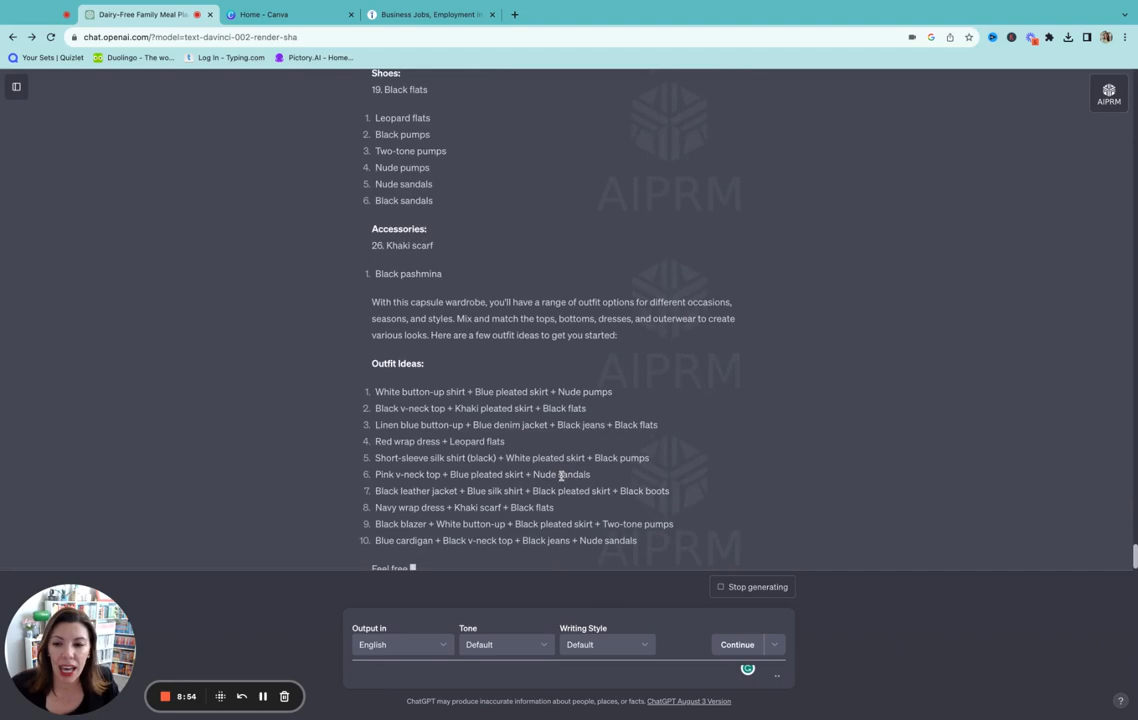 Dairy-Free Family Meal Pla
Home - Canva
Business Jobs, Employment in
chat.openai.com/?model=text-davinci-002-render-sha
Your Sets | Quizlet
Duolingo - The wo...
Log In - Typing.com
Pictory.AI - Home...
AIPRM
Shoes:
19. Black flats
1. Leopard flats
2. Black pumps
3. Two-tone pumps
4. Nude pumps
5. Nude sandals
6. Black sandals
AIPRM
Accessories:
26. Khaki scarf
1. Black pashmina
With this capsule wardrobe, you'll have a range of outfit options for different occasions,
seasons, and styles. Mix and match the tops, bottoms, dresses, and outerwear to create
various looks. Here are a few outfit ideas to get you started:
Outfit Ideas:
AIPRM
1. White button-up shirt + Blue pleated skirt + Nude pumps
2. Black v-neck top + Khaki pleated skirt + Black flats
3. Linen blue button-up + Blue denim jacket + Black jeans + Black flats
4. Red wrap dress + Leopard flats
5. Short-sleeve silk shirt (black) + White pleated skirt + Black pumps
6. Pink v-neck top + Blue pleated skirt + Nude sandals
7. Black leather jacket + Blue silk shirt + Black pleated skirt + Black boots
8. Navy wrap dress + Khaki scarf + Black flats
9. Black blazer + White button-up + Black pleated skirt + Two-tone pumps
10. Blue cardigan + Black v-neck top + Black jeans + Nude sandals
AIPRM
Feel free
Stop generating
Output in
Tone
Writing Style
English
Default
Default
Continue
8:54
ChatGPT may produce inaccurate information about people, places, or facts. ChatGPT August 3 Version
?